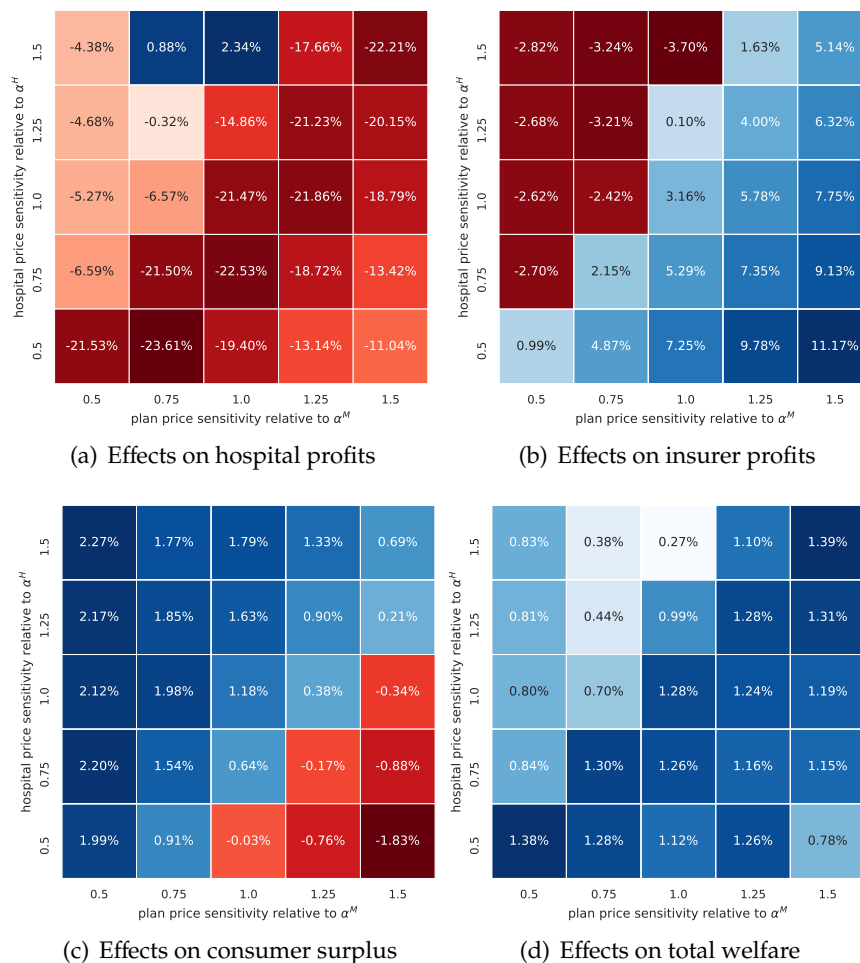 hospital price sensitivity relative to αᴴ
1.5 -4.38% 0.88% 2.34% -17.66% -22.21%
1.25 -4.68% -0.32% -14.86% -21.23% -20.15%
1.0 -5.27% -6.57% -21.47% -21.86% -18.79%
0.75 -6.59% -21.50% -22.53% -18.72% -13.42%
0.5 -21.53% -23.61% -19.40% -13.14% -11.04%
0.5 0.75 1.0 1.25 1.5
plan price sensitivity relative to αᴹ
(a) Effects on hospital profits
hospital price sensitivity relative to αᴴ
1.5 -2.82% -3.24% -3.70% 1.63% 5.14%
1.25 -2.68% -3.21% 0.10% 4.00% 6.32%
1.0 -2.62% -2.42% 3.16% 5.78% 7.75%
0.75 -2.70% 2.15% 5.29% 7.35% 9.13%
0.5 0.99% 4.87% 7.25% 9.78% 11.17%
0.5 0.75 1.0 1.25 1.5
plan price sensitivity relative to αᴹ
(b) Effects on insurer profits
hospital price sensitivity relative to αᴴ
1.5 2.27% 1.77% 1.79% 1.33% 0.69%
1.25 2.17% 1.85% 1.63% 0.90% 0.21%
1.0 2.12% 1.98% 1.18% 0.38% -0.34%
0.75 2.20% 1.54% 0.64% -0.17% -0.88%
0.5 1.99% 0.91% -0.03% -0.76% -1.83%
0.5 0.75 1.0 1.25 1.5
plan price sensitivity relative to αᴹ
(c) Effects on consumer surplus
hospital price sensitivity relative to αᴴ
1.5 0.83% 0.38% 0.27% 1.10% 1.39%
1.25 0.81% 0.44% 0.99% 1.28% 1.31%
1.0 0.80% 0.70% 1.28% 1.24% 1.19%
0.75 0.84% 1.30% 1.26% 1.16% 1.15%
0.5 1.38% 1.28% 1.12% 1.26% 0.78%
0.5 0.75 1.0 1.25 1.5
plan price sensitivity relative to αᴹ
(d) Effects on total welfare